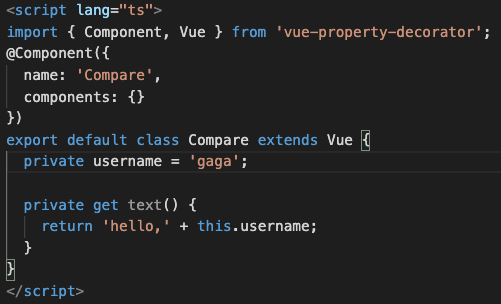 <script lang="ts">
import { Component, Vue } from 'vue-property-decorator';
@Component({
  name: 'Compare',
  components: {}
})
export default class Compare extends Vue {
  private username = 'gaga';

  private get text() {
    return 'hello,' + this.username;
  }
}
</script>